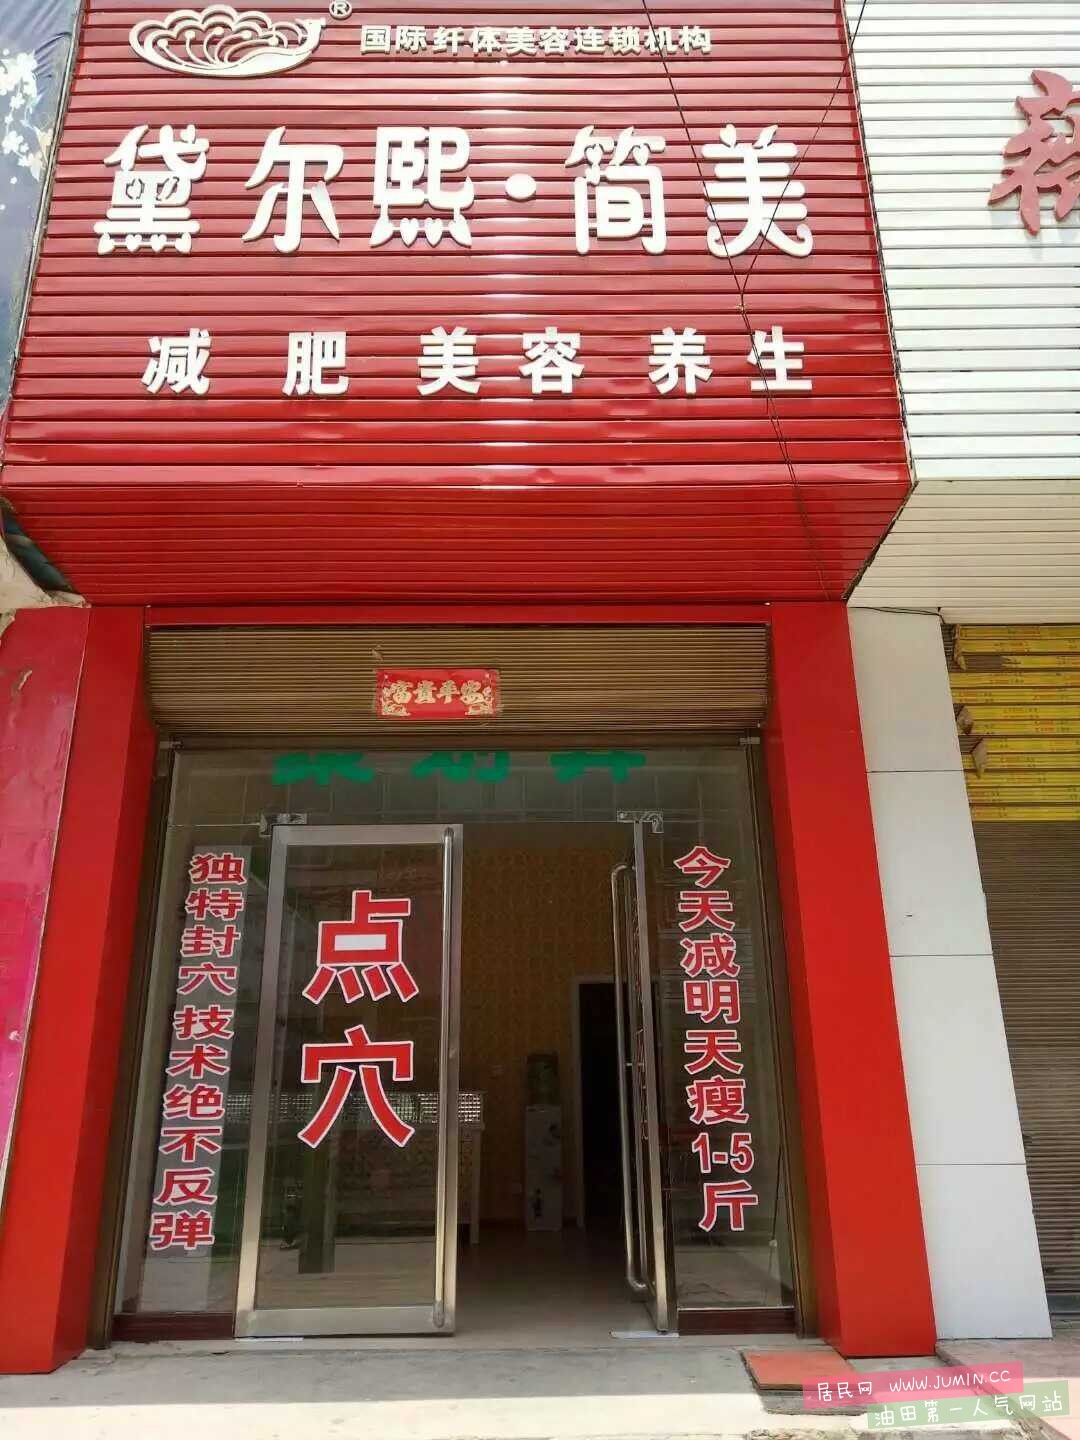 ®
国际纤体美容连锁机构
黛尔熙·简美
减肥美容养生
富贵平安
独特封穴技术绝不反弹
点穴
今天减明天瘦1-5斤
居民网 WWW.JUMIN.CC
油田第一人气网站